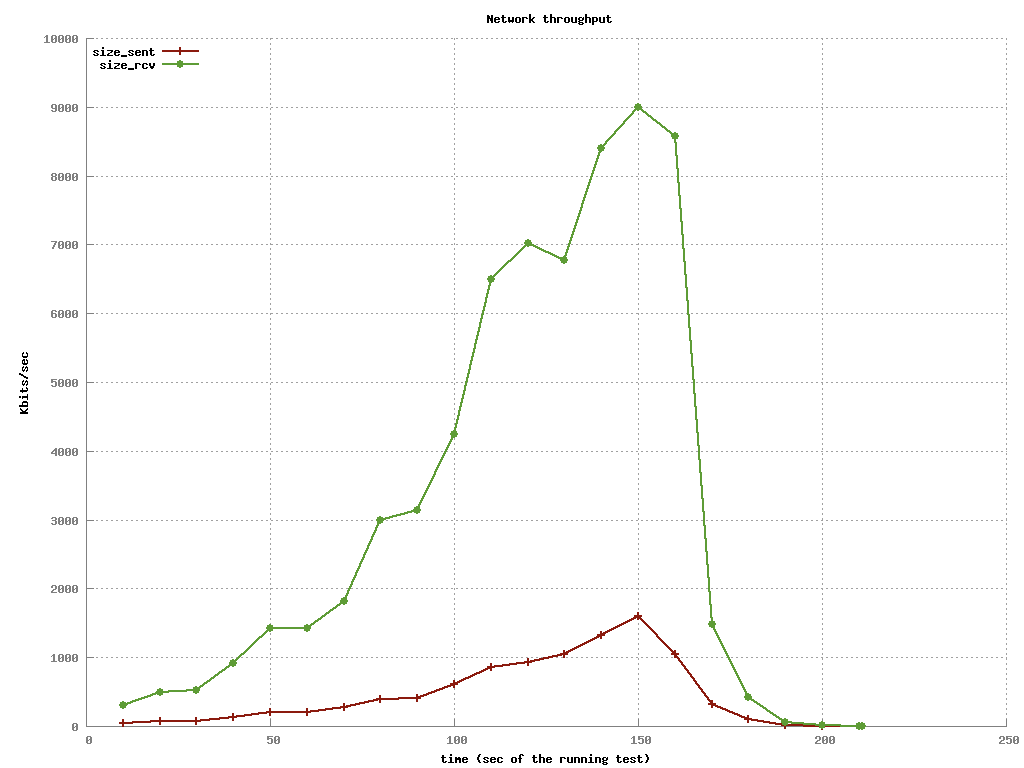 Network throughput
size_sent
size_rcv
10000
9000
8000
7000
6000
5000
4000
3000
2000
1000
0
Kbits/sec
0 50 100 150 200 250
time (sec of the running test)